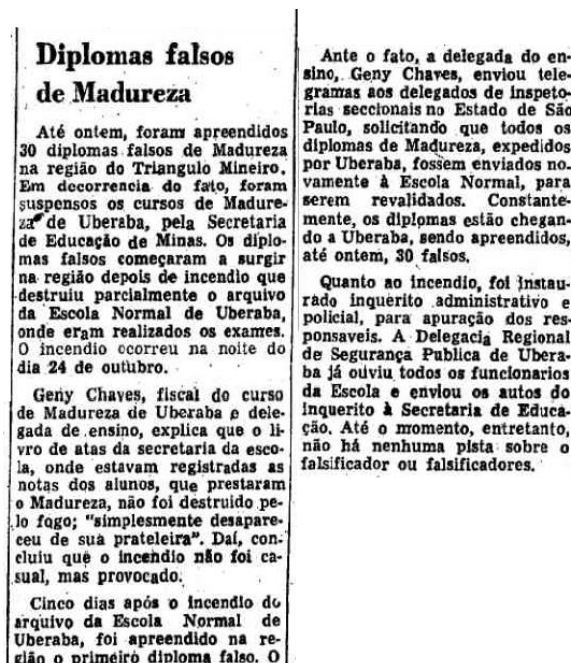 Diplomas falsos
de Madureza
Até ontem, foram apreendidos
30 diplomas falsos de Madureza
na região do Triangulo Mineiro.
Em decorrencia do fato, foram
suspensos os cursos de Madure-
za de Uberaba, pela Secretaria
de Educação de Minas. Os diplo-
mas falsos começaram a surgir
na região depois de incendio que
destruiu parcialmente o arquivo
da Escola Normal de Uberaba,
onde eram realizados os exames.
O incendio ocorreu na noite do
dia 24 de outubro.
Geny Chaves, fiscal do curso
de Madureza de Uberaba e dele-
gada de ensino, explica que o li-
vro de atas da secretaria da esco-
la, onde estavam registradas as
notas dos alunos, que prestaram
o Madureza, não foi destruido pe-
lo fogo; "simplesmente desapare-
ceu de sua prateleira". Daí, con-
cluiu que o incendio não foi ca-
sual, mas provocado.
Cinco dias após o incendio do
arquivo da Escola Normal de
Uberaba, foi apreendido na re-
gião o primeiro diploma falso. O
Ante o fato, a delegada do en-
sino, Geny Chaves, enviou tele-
gramas aos delegados de inspeto-
rias seccionais no Estado de São
Paulo, solicitando que todos os
diplomas de Madureza, expedidos
por Uberaba, fossem enviados no-
vamente à Escola Normal, para
serem revalidados. Constante-
mente, os diplomas estão chegan-
do a Uberaba, sendo apreendidos,
até ontem, 30 falsos.
Quanto ao incendio, foi instau-
rado inquerito administrativo e
policial, para apuração dos res-
ponsaveis. A Delegacia Regional
de Segurança Publica de Ubera-
ba já ouviu todos os funcionarios
da Escola e enviou os autos do
inquerito à Secretaria de Educa-
ção. Até o momento, entretanto,
não há nenhuma pista sobre o
falsificador ou falsificadores.